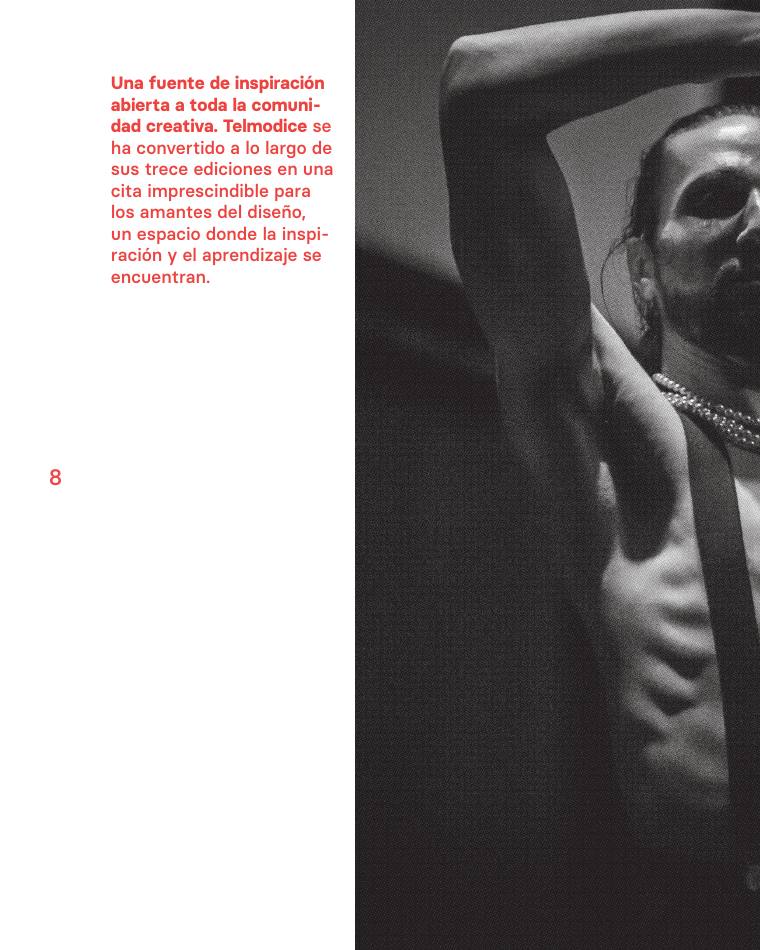 Una fuente de inspiración
abierta a toda la comuni-
dad creativa. Telmodice se
ha convertido a lo largo de
sus trece ediciones en una
cita imprescindible para
los amantes del diseño,
un espacio donde la inspi-
ración y el aprendizaje se
encuentran.
8